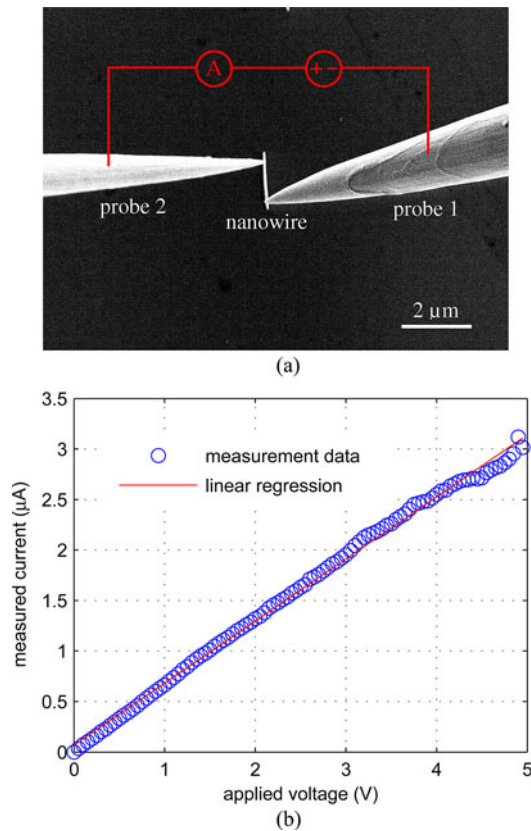 A
+ -
probe 2
nanowire
probe 1
2 µm
(a)
3.5
3
2.5
2
1.5
1
0.5
0
measured current (µA)
measurement data
linear regression
0 1 2 3 4 5
applied voltage (V)
(b)